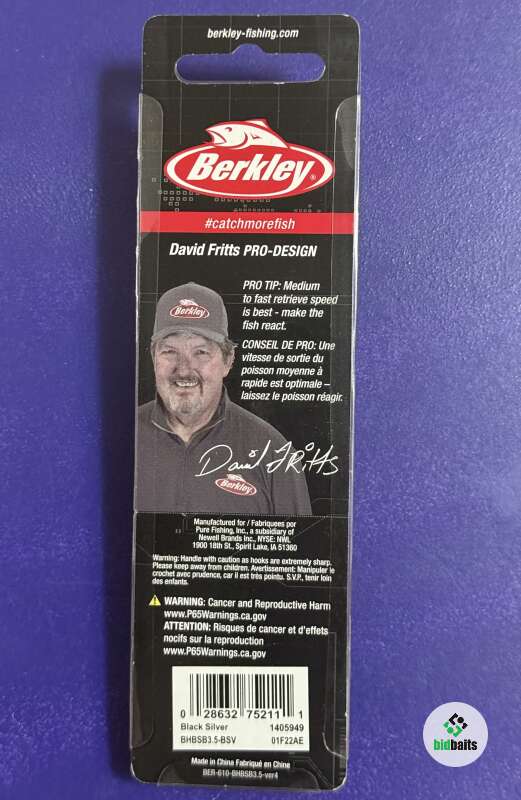 berkley-fishing.com
Berkley®
#catchmorefish
David Fritts PRO-DESIGN
PRO TIP: Medium
to fast retrieve speed
is best - make the
fish react.
CONSEIL DE PRO: Une
vitesse de sortie du
poisson moyenne à
rapide est optimale –
laissez le poisson réagir.
Berkley
David Fritts
Berkley
Manufactured for / Fabriquées por
Pure Fishing, Inc., a subsidiary of
Newell Brands Inc., NYSE: NWL
1900 18th St., Spirit Lake, IA 51360
Warning: Handle with caution as hooks are extremely sharp.
Please keep away from children. Avertissement: Manipuler le
crochet avec prudence, car il est très pointu. S.V.P., tenir loin
des enfants.
WARNING: Cancer and Reproductive Harm
www.P65Warnings.ca.gov
ATTENTION: Risques de cancer et d'effets
nocifs sur la reproduction
www.P65Warnings.ca.gov
0 28632 75211 1
Black Silver 1405949
BHBSB3.5-BSV 01F22AE
Made in China Fabriqué en Chine
BER-610-BHBSB3.5-ver4
bidbaits